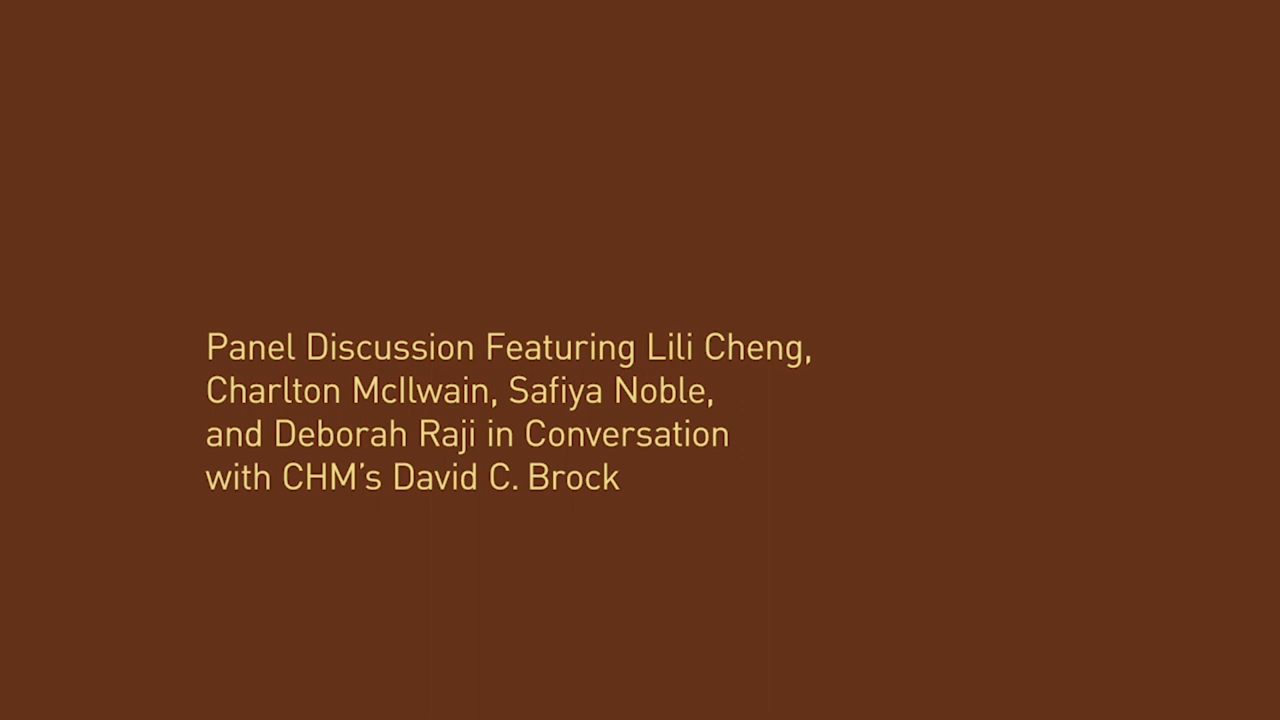 Panel Discussion Featuring Lili Cheng,
Charlton McIlwain, Safiya Noble,
and Deborah Raji in Conversation
with CHM’s David C. Brock